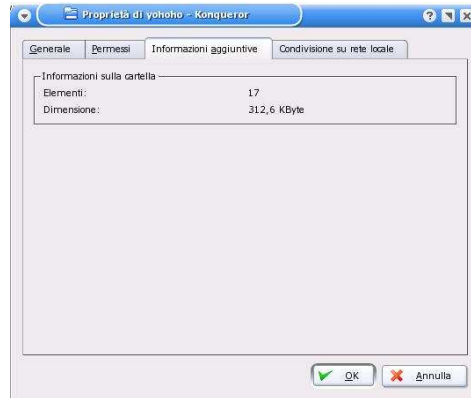 Proprietà di yohoho - Konqueror
Generale Permessi Informazioni aggiuntive Condivisione su rete locale
Informazioni sulla cartella
Elementi: 17
Dimensione: 312,6 KByte
OK Annulla